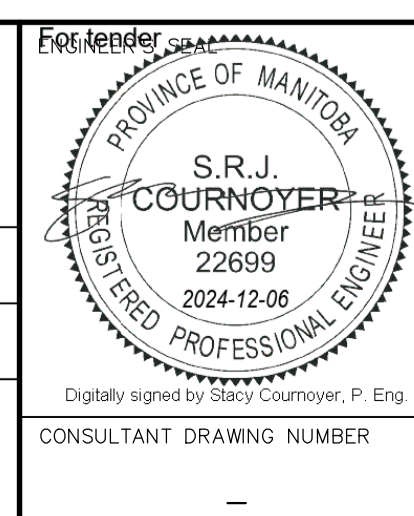 For tender
ENGINEER'S SEAL
PROVINCE OF MANITOBA
S.R.J.
COURNOYER
Member
22699
2024-12-06
REGISTERED PROFESSIONAL ENGINEER
Digitally signed by Stacy Cournoyer, P. Eng.
CONSULTANT DRAWING NUMBER
–